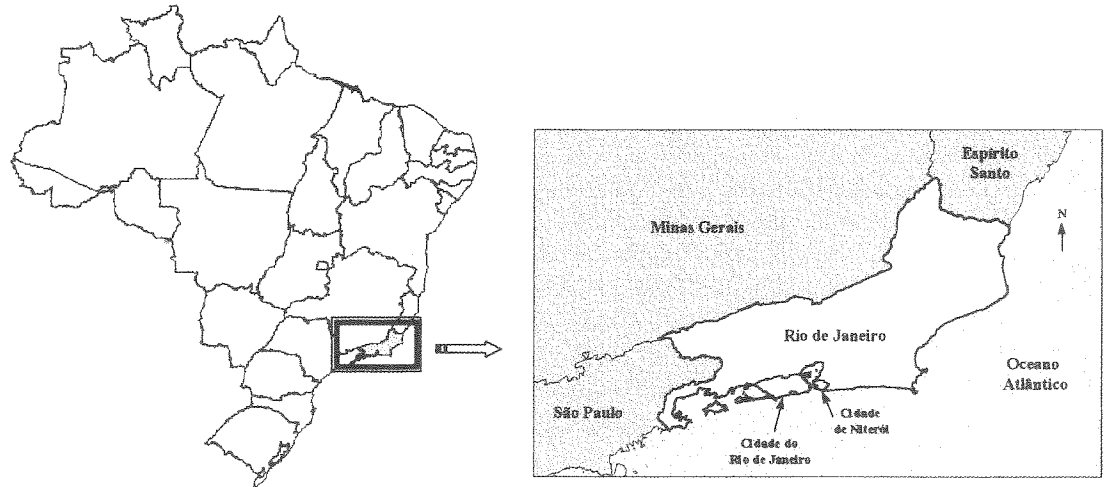 Espírito
Santo
Minas Gerais
N
Rio de Janeiro
Oceano
Atlântico
São Paulo
Cidade
de Niterói
Cidade do
Rio de Janeiro